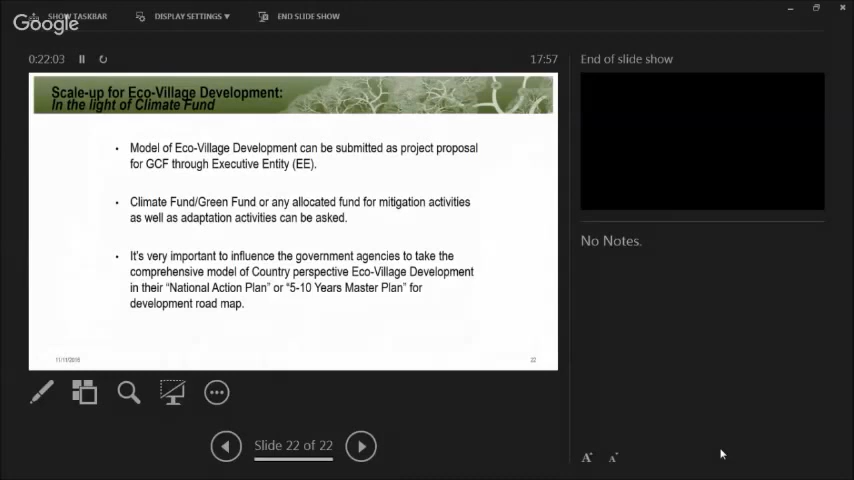 SHOW TASKBAR
DISPLAY SETTINGS ▼
END SLIDE SHOW
Google
0:22:03
17:57
End of slide show
Scale-up for Eco-Village Development:
In the light of Climate Fund
• Model of Eco-Village Development can be submitted as project proposal
for GCF through Executive Entity (EE).
• Climate Fund/Green Fund or any allocated fund for mitigation activities
as well as adaptation activities can be asked.
• It's very important to influence the government agencies to take the
comprehensive model of Country perspective Eco-Village Development
in their “National Action Plan” or “5-10 Years Master Plan” for
development road map.
22
No Notes.
Slide 22 of 22
A
A